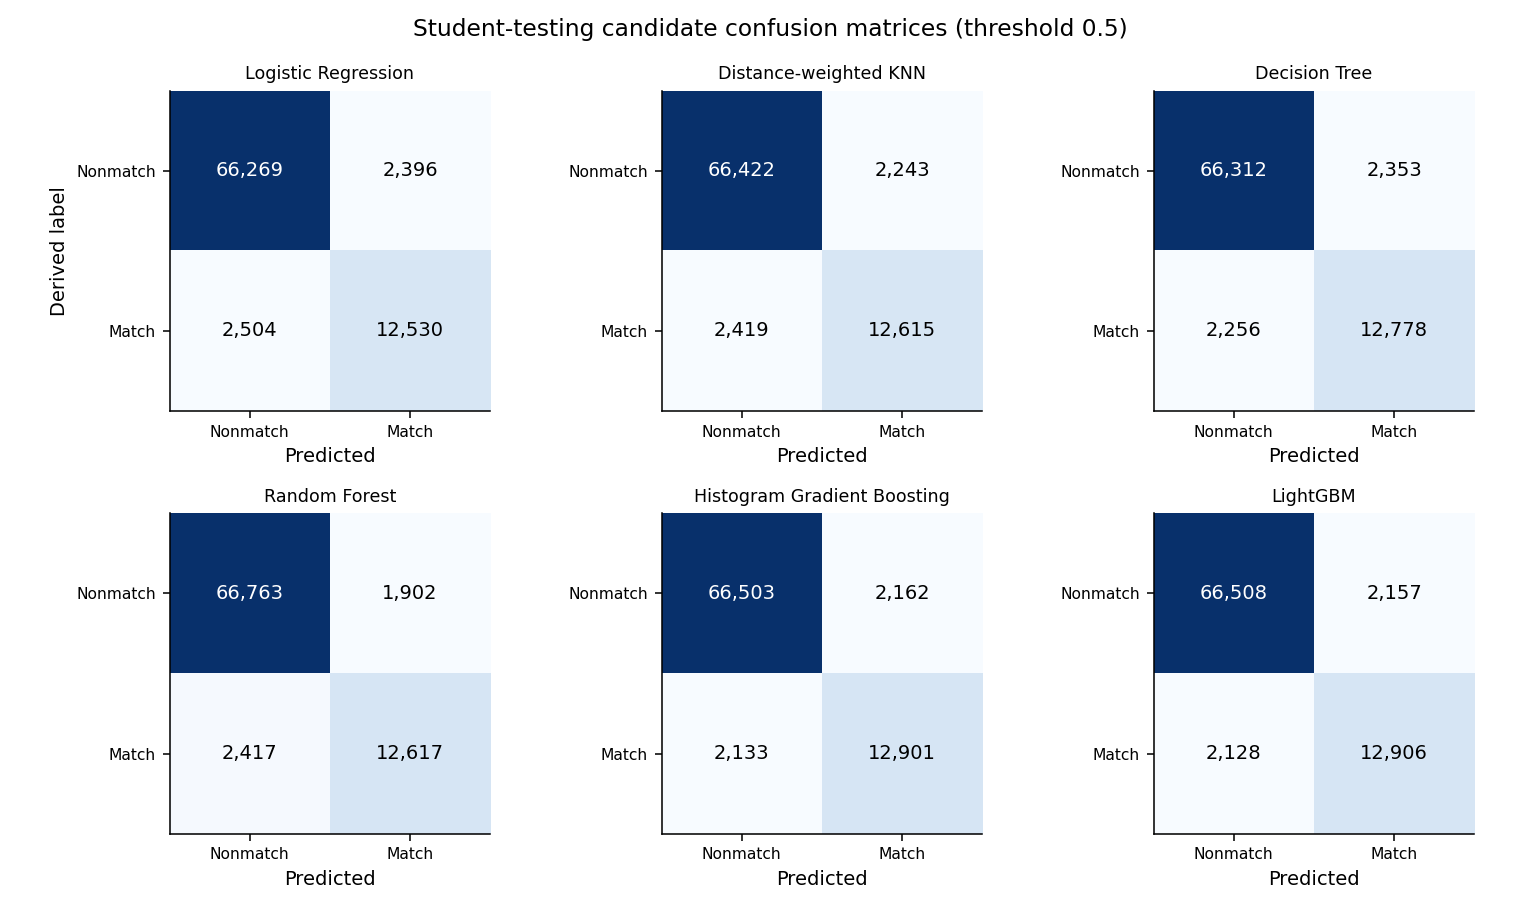 Student-testing candidate confusion matrices (threshold 0.5)
Logistic Regression
Derived label
Nonmatch
66,269
2,396
Match
2,504
12,530
Nonmatch
Match
Predicted
Distance-weighted KNN
Nonmatch
66,422
2,243
Match
2,419
12,615
Nonmatch
Match
Predicted
Decision Tree
Nonmatch
66,312
2,353
Match
2,256
12,778
Nonmatch
Match
Predicted
Random Forest
Nonmatch
66,763
1,902
Match
2,417
12,617
Nonmatch
Match
Predicted
Histogram Gradient Boosting
Nonmatch
66,503
2,162
Match
2,133
12,901
Nonmatch
Match
Predicted
LightGBM
Nonmatch
66,508
2,157
Match
2,128
12,906
Nonmatch
Match
Predicted